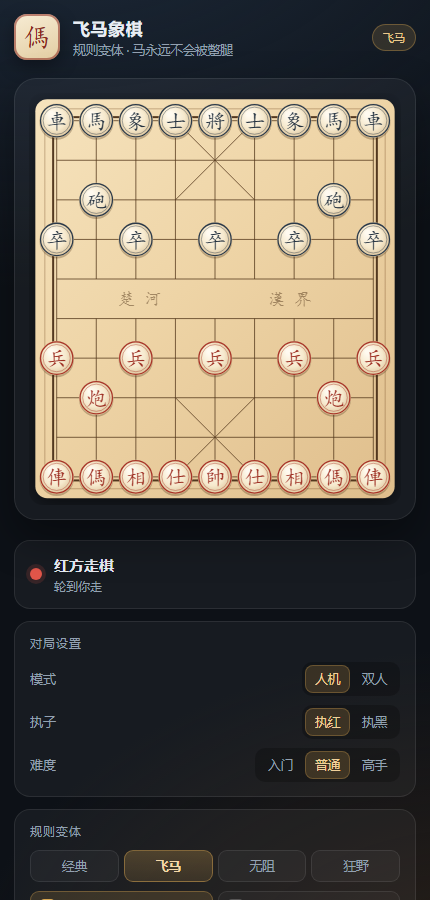 傌
飞马象棋
规则变体 · 马永远不会被蹩腿
飞马
車馬象士將士象馬車
砲砲
卒卒卒卒卒
楚河 漢界
兵兵兵兵兵
炮炮
俥傌相仕帥仕相傌俥
红方走棋
轮到你走
对局设置
模式 人机 双人
执子 执红 执黑
难度 入门 普通 高手
规则变体
经典 飞马 无阻 狂野